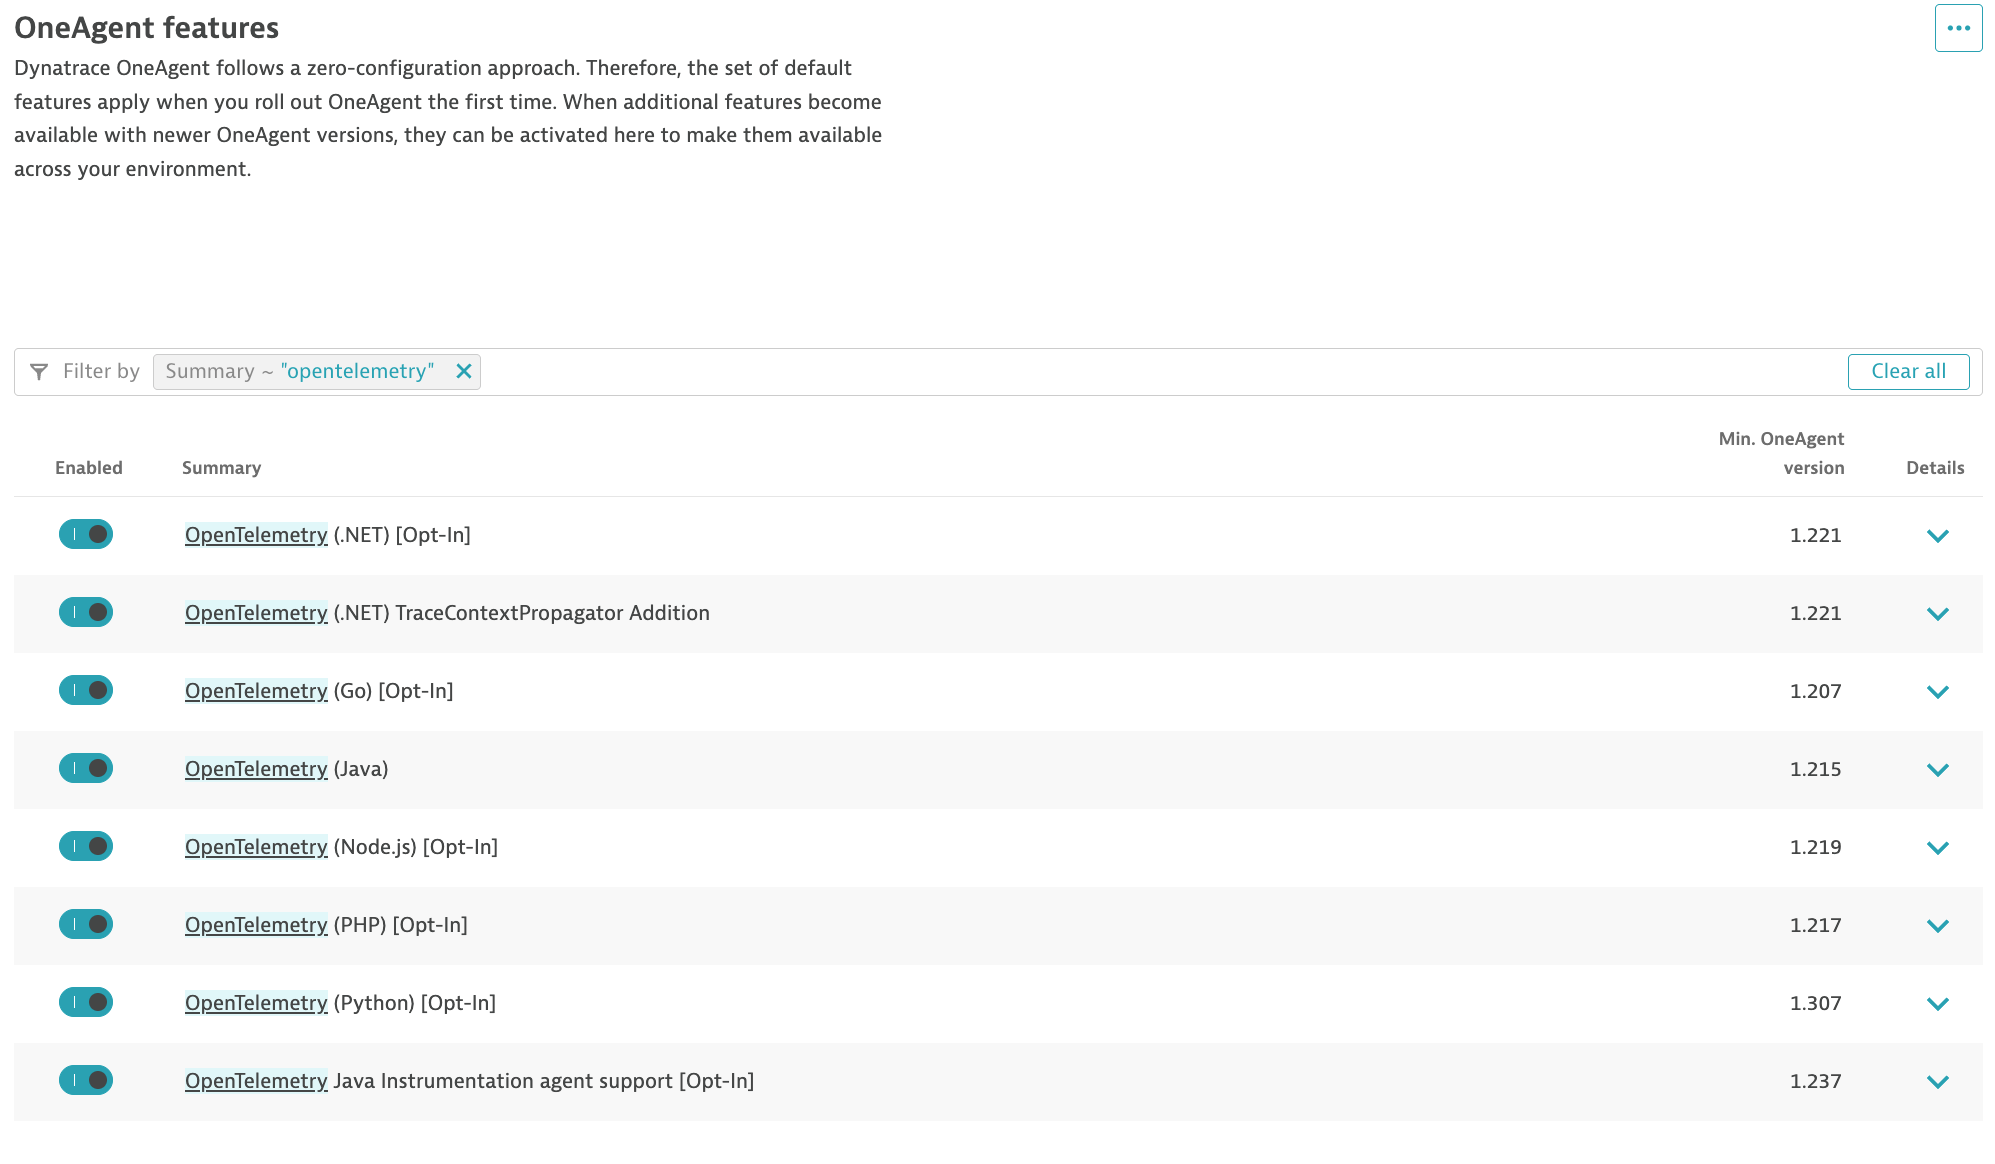 OneAgent features
Dynatrace OneAgent follows a zero-configuration approach. Therefore, the set of default
features apply when you roll out OneAgent the first time. When additional features become
available with newer OneAgent versions, they can be activated here to make them available
across your environment.
Filter by Summary ~ "opentelemetry" Clear all
Enabled Summary Min. OneAgent version Details
OpenTelemetry (.NET) [Opt-In] 1.221
OpenTelemetry (.NET) TraceContextPropagator Addition 1.221
OpenTelemetry (Go) [Opt-In] 1.207
OpenTelemetry (Java) 1.215
OpenTelemetry (Node.js) [Opt-In] 1.219
OpenTelemetry (PHP) [Opt-In] 1.217
OpenTelemetry (Python) [Opt-In] 1.307
OpenTelemetry Java Instrumentation agent support [Opt-In] 1.237